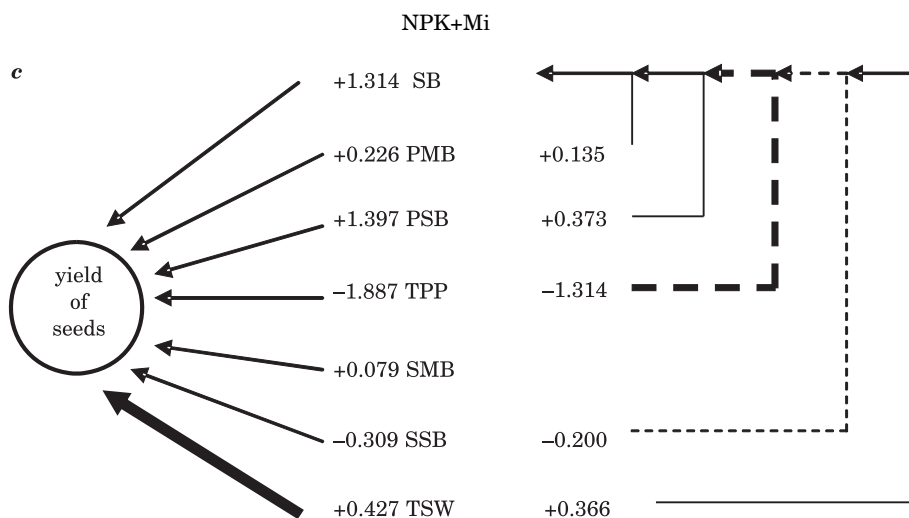 NPK+Mi
c
+1.314 SB
+0.226 PMB +0.135
+1.397 PSB +0.373
yield
of
seeds
–1.887 TPP –1.314
+0.079 SMB
–0.309 SSB –0.200
+0.427 TSW +0.366